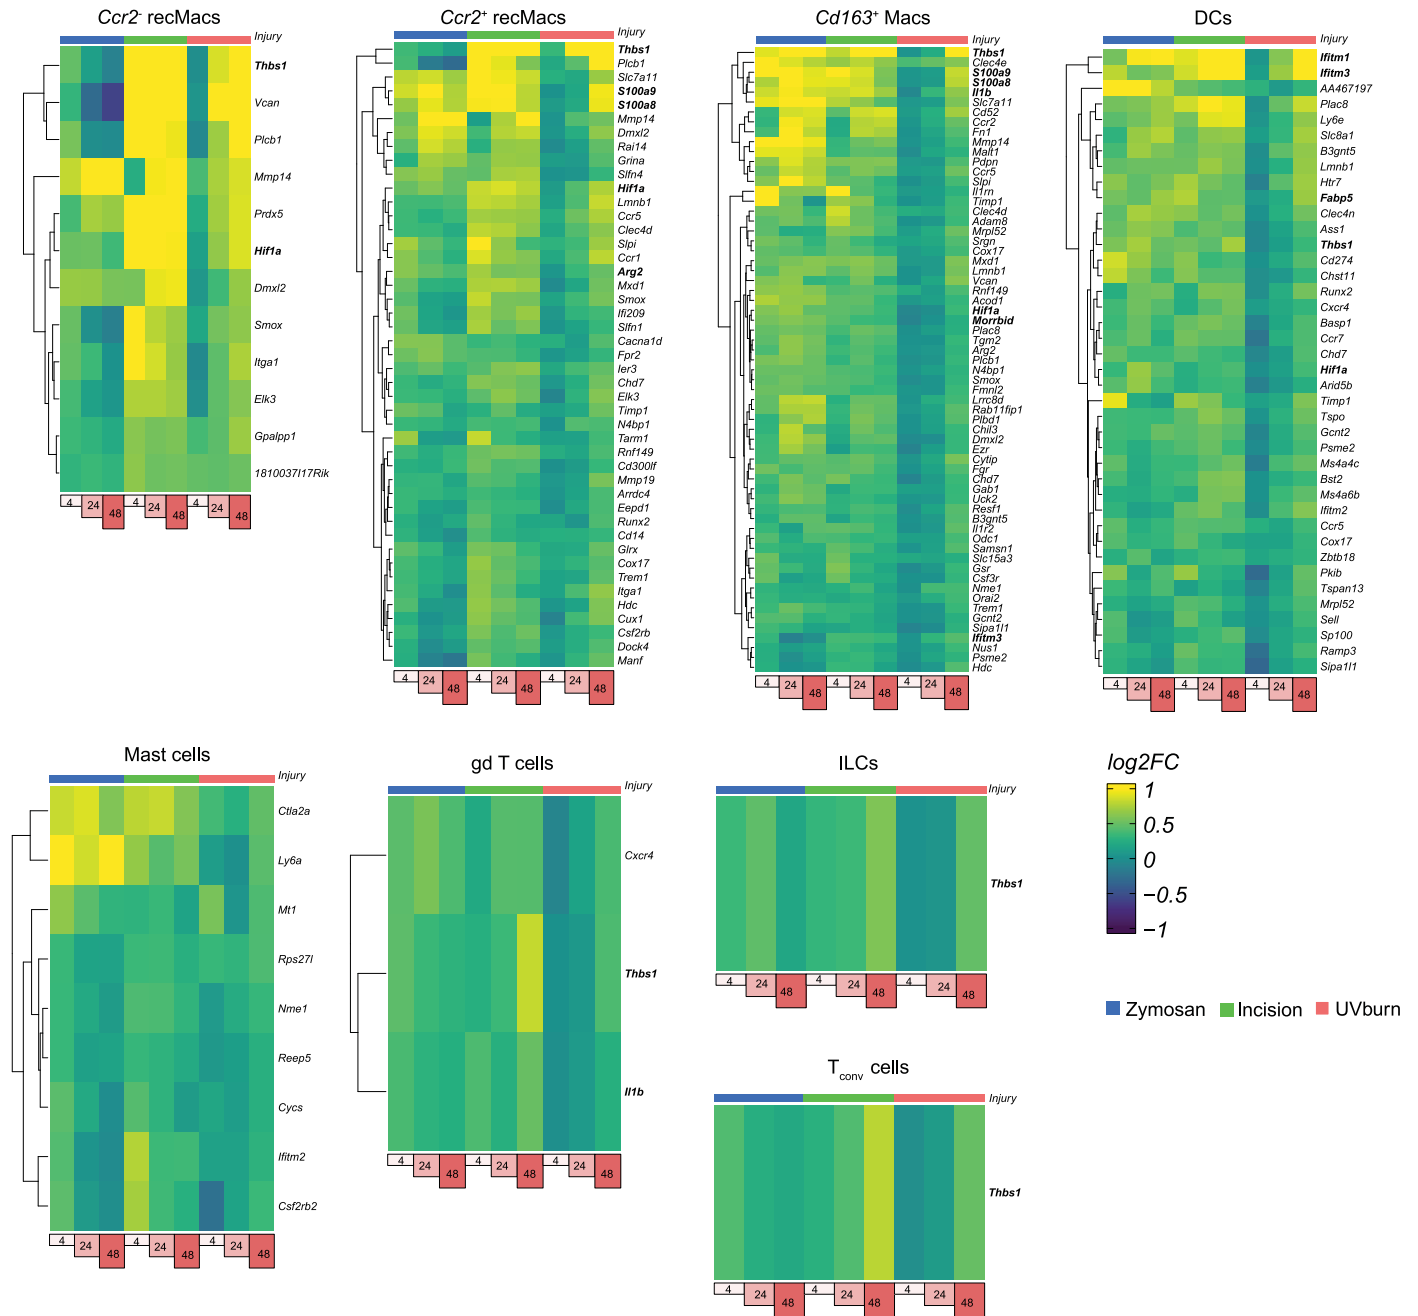 Ccr2- recMacs
Injury
Thbs1
Vcan
Plcb1
Mmp14
Prdx5
Hif1a
Dmxl2
Smox
Itga1
Elk3
Gpalpp1
1810037I17Rik
4 24 48 4 24 48 4 24 48
Ccr2+ recMacs
Injury
Thbs1
Plcb1
Slc7a11
S100a9
S100a8
Mmp14
Dmxl2
Rai14
Grina
Slfn4
Hif1a
Lmnb1
Ccr5
Clec4d
Slpi
Ccr1
Arg2
Mxd1
Smox
Ifi209
Slfn1
Cacna1d
Fpr2
Ier3
Chd7
Elk3
Timp1
N4bp1
Tarm1
Rnf149
Cd300lf
Mmp19
Arrdc4
Eepd1
Runx2
Cd14
Glrx
Cox17
Trem1
Itga1
Hdc
Cux1
Csf2rb
Dock4
Manf
4 24 48 4 24 48 4 24 48
Cd163+ Macs
Injury
Thbs1
Clec4e
S100a9
S100a8
Il1b
Slc7a11
Cd52
Ccr2
Fn1
Mmp14
Malt1
Pdpn
Ccr5
Slpi
Il1rn
Timp1
Clec4d
Adam8
Mrpl52
Srgn
Cox17
Mxd1
Lmnb1
Vcan
Rnf149
Acod1
Hif1a
Morrbid
Plac8
Tgm2
Arg2
Plcb1
N4bp1
Smox
Fmnl2
Lrrc8d
Rab11fip1
Plbd1
Chil3
Dmxl2
Ezr
Cytip
Fgr
Chd7
Gab1
Uck2
Resf1
B3gnt5
Il1r2
Odc1
Samsn1
Slc15a3
Gsr
Csf3r
Nme1
Orai2
Trem1
Gcnt2
Sipa1l1
Ifitm3
Nus1
Psme2
Hdc
4 24 48 4 24 48 4 24 48
DCs
Injury
Ifitm1
Ifitm3
AA467197
Plac8
Ly6e
Slc8a1
B3gnt5
Lmnb1
Htr7
Fabp5
Clec4n
Ass1
Thbs1
Cd274
Chst11
Runx2
Cxcr4
Basp1
Ccr7
Chd7
Hif1a
Arid5b
Timp1
Tspo
Gcnt2
Psme2
Ms4a4c
Bst2
Ms4a6b
Ifitm2
Ccr5
Cox17
Zbtb18
Pkib
Tspan13
Mrpl52
Sell
Sp100
Ramp3
Sipa1l1
4 24 48 4 24 48 4 24 48
Mast cells
Injury
Ctla2a
Ly6a
Mt1
Rps27l
Nme1
Reep5
Cycs
Ifitm2
Csf2rb2
4 24 48 4 24 48 4 24 48
gd T cells
Injury
Cxcr4
Thbs1
Il1b
4 24 48 4 24 48 4 24 48
ILCs
Injury
Thbs1
4 24 48 4 24 48 4 24 48
Tconv cells
Injury
Thbs1
4 24 48 4 24 48 4 24 48
log2FC
1
0.5
0
−0.5
−1
Zymosan Incision UVburn